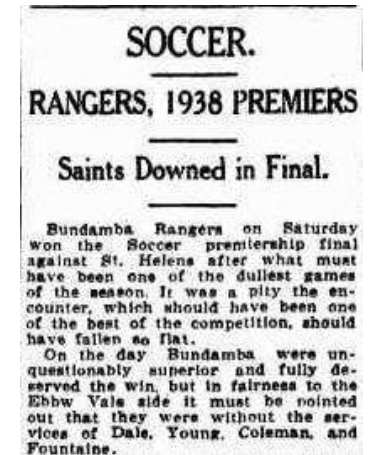 SOCCER.
RANGERS, 1938 PREMIERS
Saints Downed in Final.
Bundamba Rangers on Saturday
won the Soccer premiership final
against St. Helens after what must
have been one of the dullest games
of the season. It was a pity the en-
counter, which should have been one
of the best of the competition, should
have fallen so flat.
On the day Bundamba were un-
questionably superior and fully de-
served the win, but in fairness to the
Ebbw Vale side it must be pointed
out that they were without the ser-
vices of Dale, Young, Coleman, and
Fountaine.